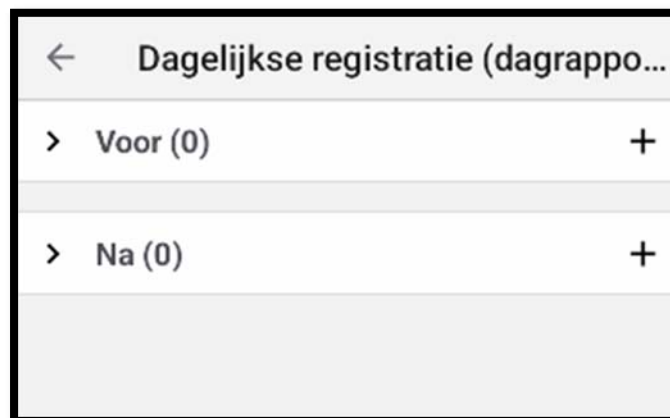 Dagelijkse registratie (dagrappo...
Voor (0)
Na (0)